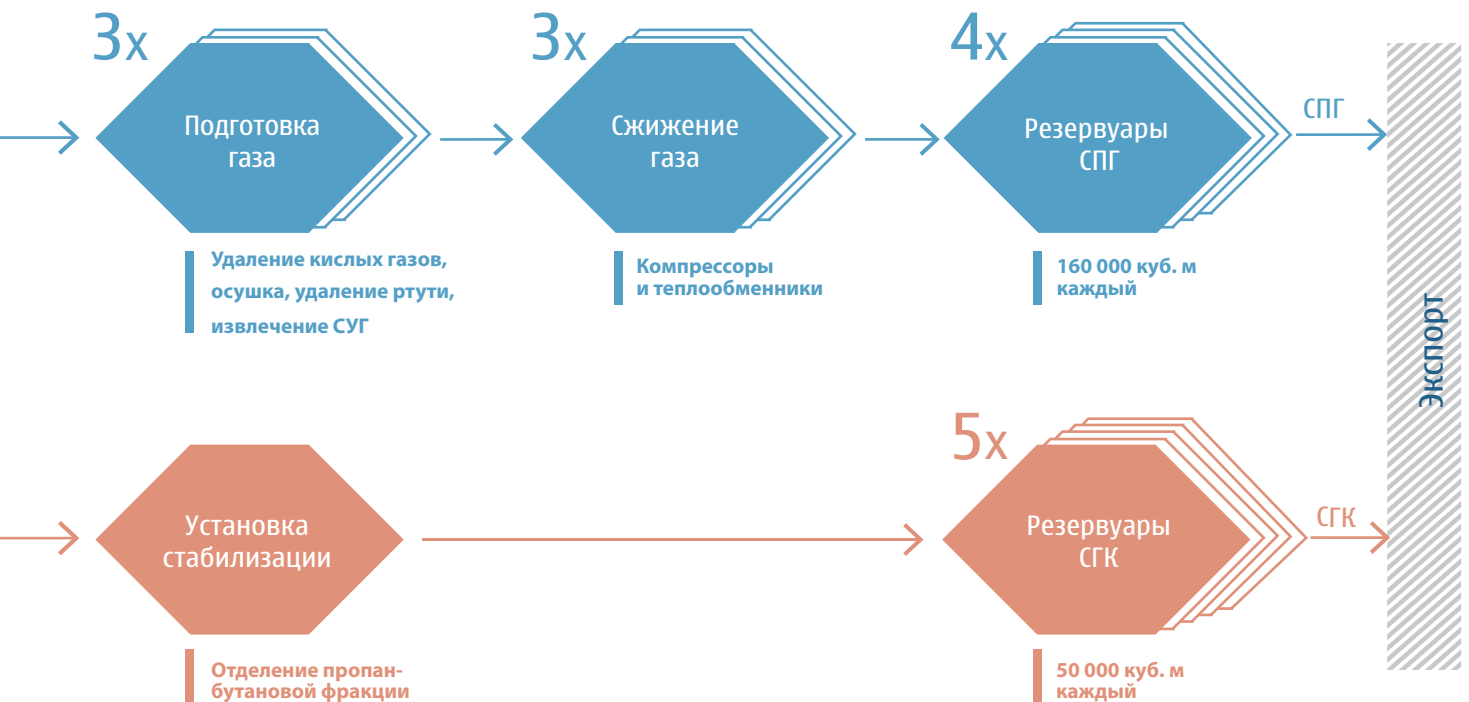 3x
Подготовка
газа
Удаление кислых газов,
осушка, удаление ртути,
извлечение СУГ
3x
Сжижение
газа
Компрессоры
и теплообменники
4x
Резервуары
СПГ
160 000 куб. м
каждый
СПГ
Экспорт
Установка
стабилизации
Отделение пропан-
бутановой фракции
5x
Резервуары
СГК
50 000 куб. м
каждый
СГК